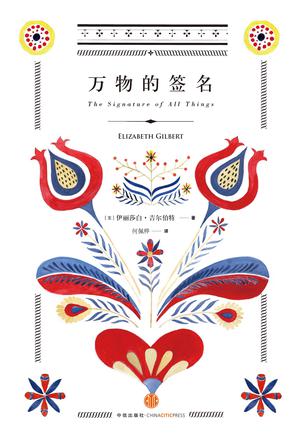 万物的签名
The Signature of All Things
ELIZABETH GILBERT
〔美〕伊丽莎白·吉尔伯特 —— 著
何佩桦 —— 译
中信出版社·CHINACITICPRESS